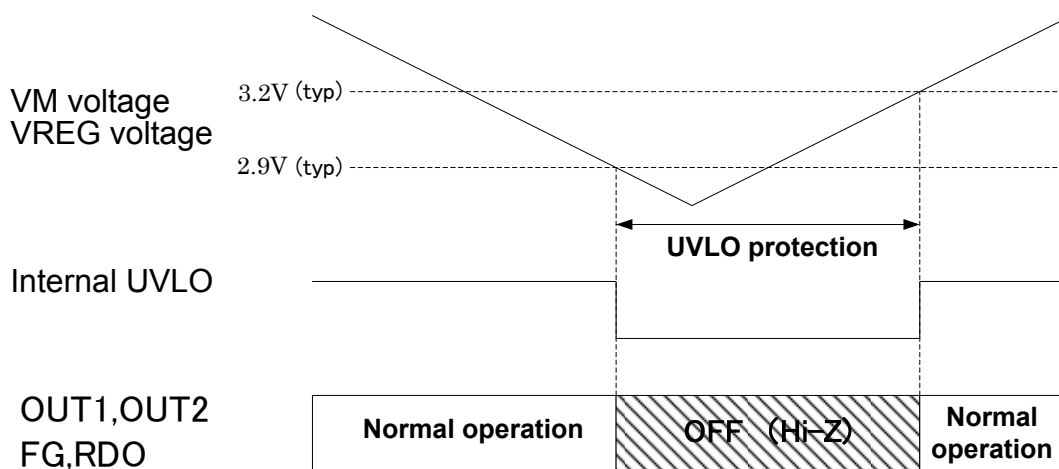 VM voltage
VREG voltage
3.2V (typ)
2.9V (typ)
UVLO protection
Internal UVLO
OUT1,OUT2
FG,RDO
Normal operation
OFF (Hi-Z)
Normal
operation